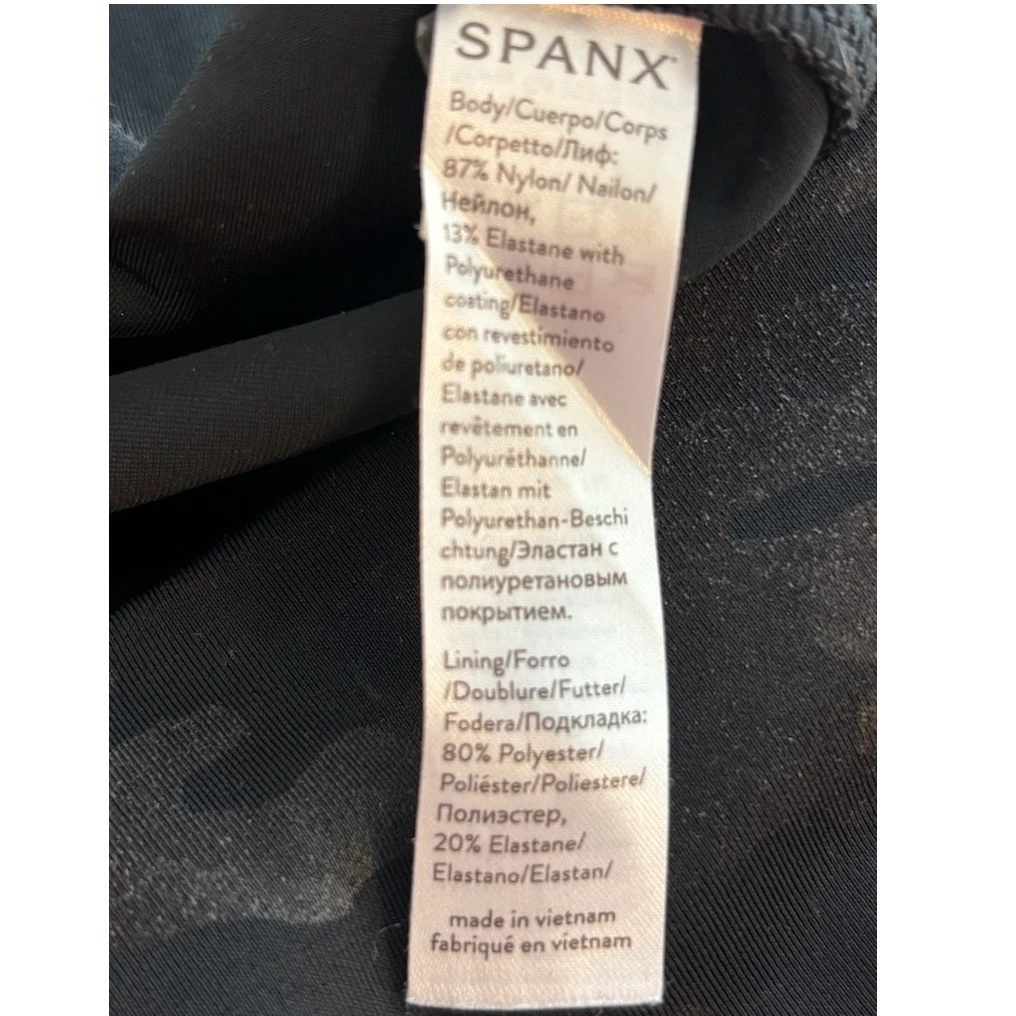 SPANX
Body/Cuerpo/Corps
/Corpetto/Лиф:
87% Nylon/ Nailon/
Нейлон,
13% Elastane with
Polyurethane
coating/Elastano
con revestimiento
de poliuretano/
Elastane avec
revêtement en
Polyuréthanne/
Elastan mit
Polyurethan-Beschi
chtung/Эластан с
полиуретановым
покрытием.
Lining/Forro
/Doublure/Futter/
Fodera/Подкладка:
80% Polyester/
Poliéster/Poliestere/
Полиэстер,
20% Elastane/
Elastano/Elastan/
made in vietnam
fabriqué en vietnam